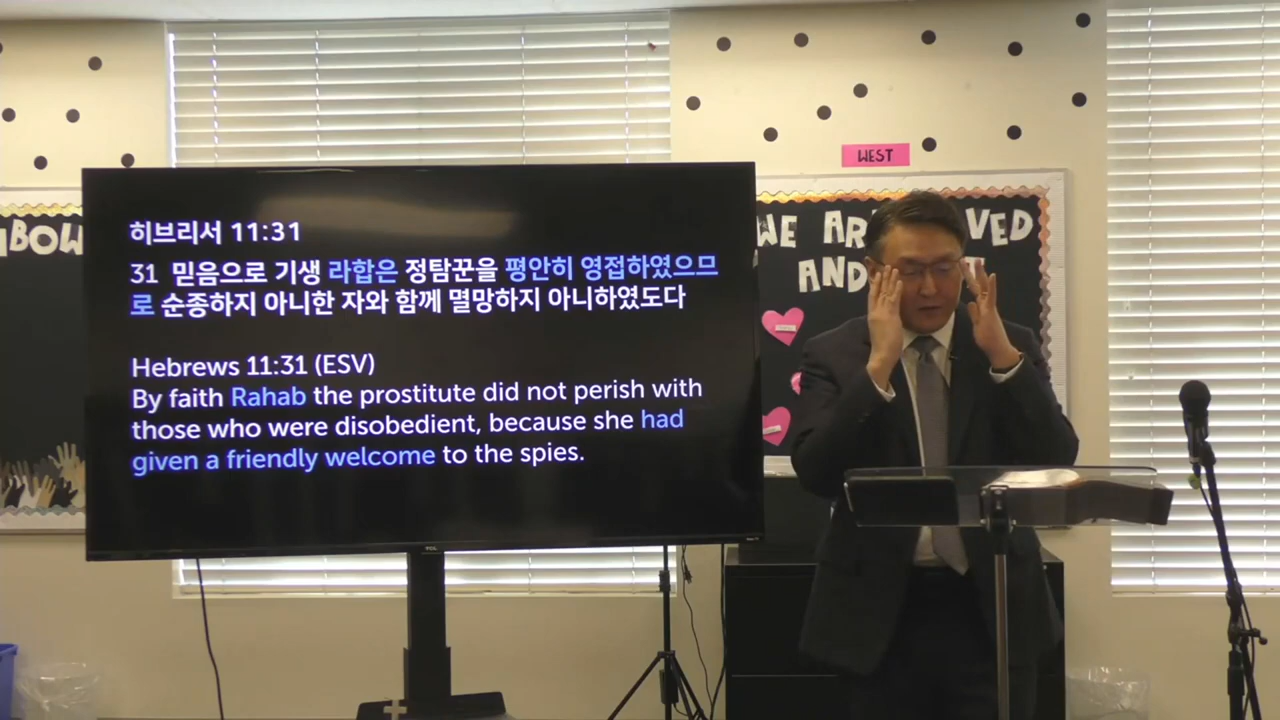 WEST
BOW
WE AR VED
AND
히브리서 11:31
31 믿음으로 기생 라합은 정탐꾼을 평안히 영접하였으므
로 순종하지 아니한 자와 함께 멸망하지 아니하였도다
Hebrews 11:31 (ESV)
By faith Rahab the prostitute did not perish with
those who were disobedient, because she had
given a friendly welcome to the spies.
TCL